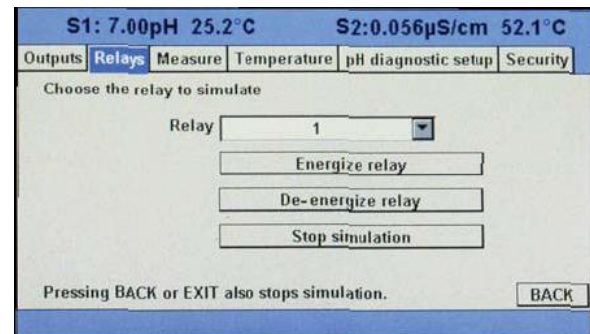 S1: 7.00pH 25.2°C S2:0.056µS/cm 52.1°C
Outputs Relays Measure Temperature pH diagnostic setup Security
Choose the relay to simulate
Relay 1
Energize relay
De-energize relay
Stop simulation
Pressing BACK or EXIT also stops simulation. BACK